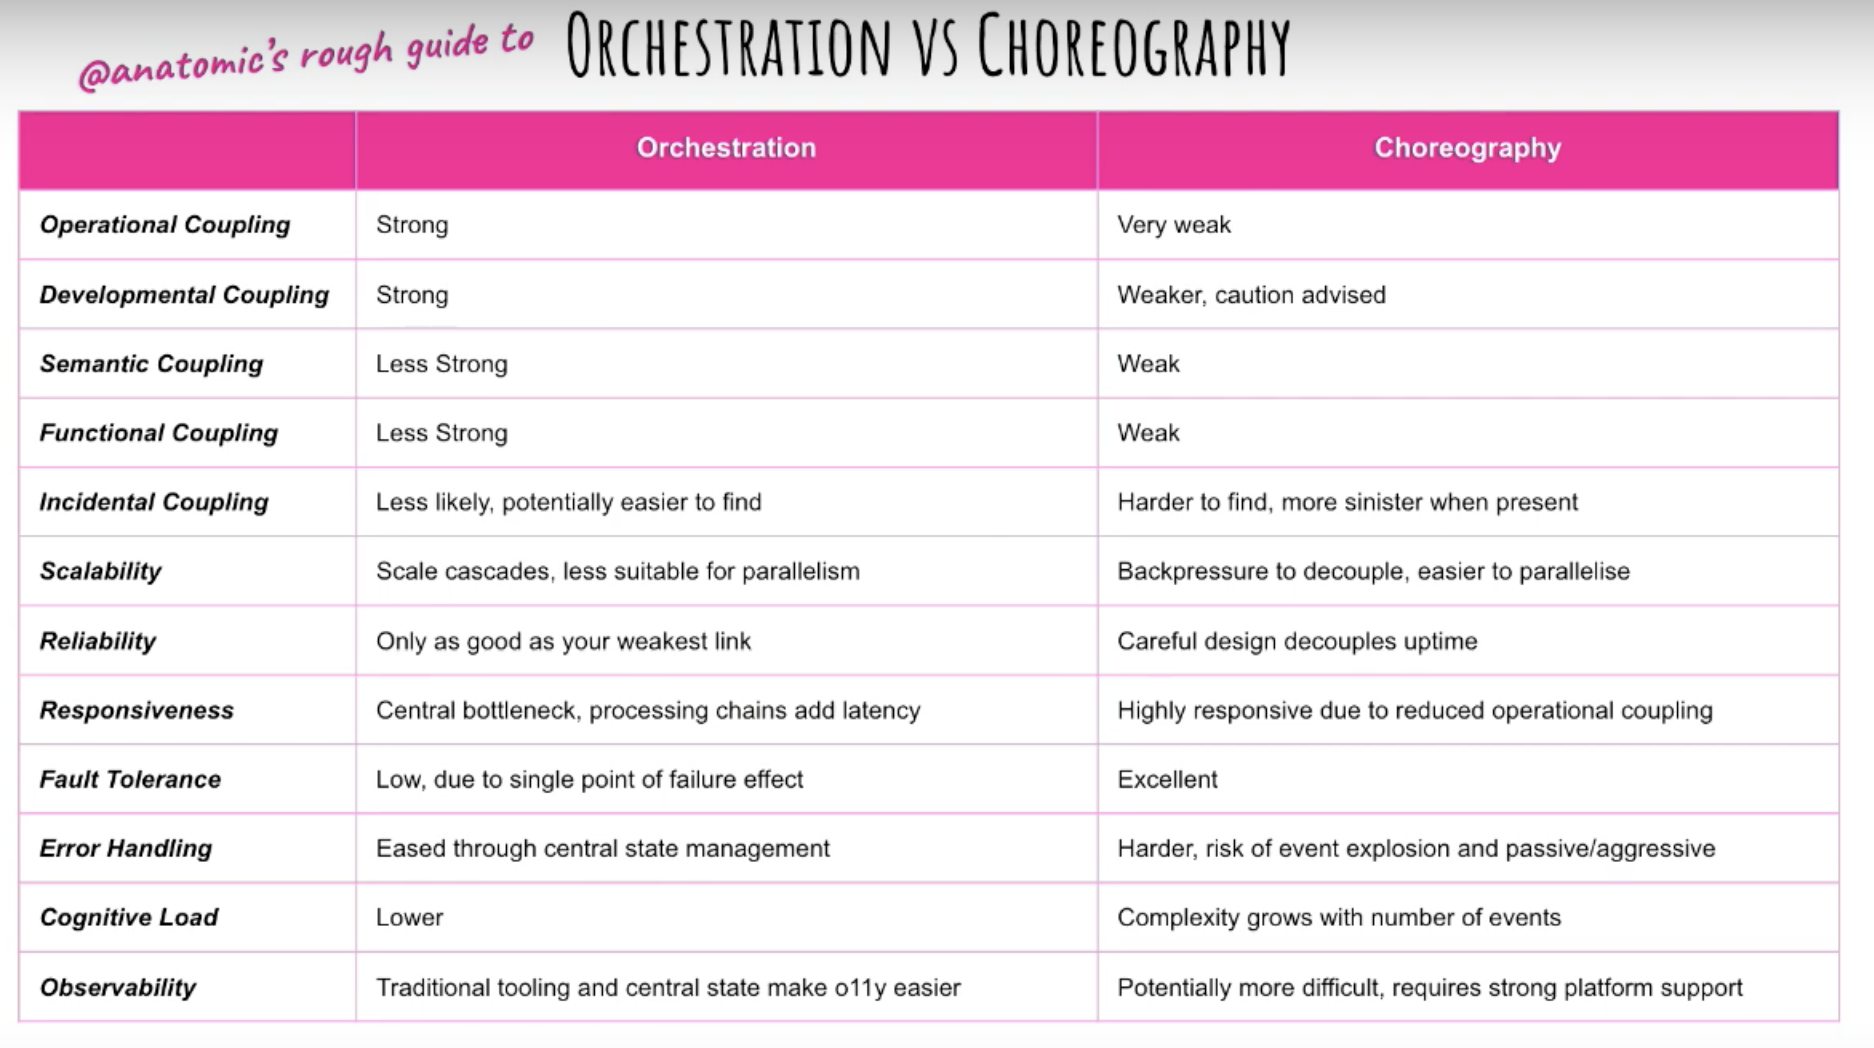 @anatomic's rough guide to ORCHESTRATION VS CHOREOGRAPHY
Orchestration Choreography
Operational Coupling Strong Very weak
Developmental Coupling Strong Weaker, caution advised
Semantic Coupling Less Strong Weak
Functional Coupling Less Strong Weak
Incidental Coupling Less likely, potentially easier to find Harder to find, more sinister when present
Scalability Scale cascades, less suitable for parallelism Backpressure to decouple, easier to parallelise
Reliability Only as good as your weakest link Careful design decouples uptime
Responsiveness Central bottleneck, processing chains add latency Highly responsive due to reduced operational coupling
Fault Tolerance Low, due to single point of failure effect Excellent
Error Handling Eased through central state management Harder, risk of event explosion and passive/aggressive
Cognitive Load Lower Complexity grows with number of events
Observability Traditional tooling and central state make o11y easier Potentially more difficult, requires strong platform support